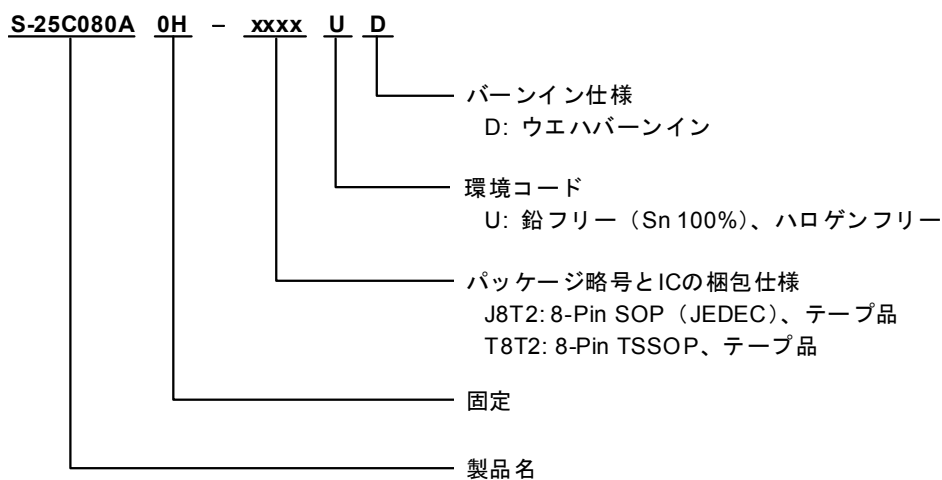 S-25C080A 0H – xxxx U D
バーンイン仕様
D: ウエハバーンイン
環境コード
U: 鉛フリー（Sn 100%）、ハロゲンフリー
パッケージ略号とICの梱包仕様
J8T2: 8-Pin SOP（JEDEC）、テープ品
T8T2: 8-Pin TSSOP、テープ品
固定
製品名